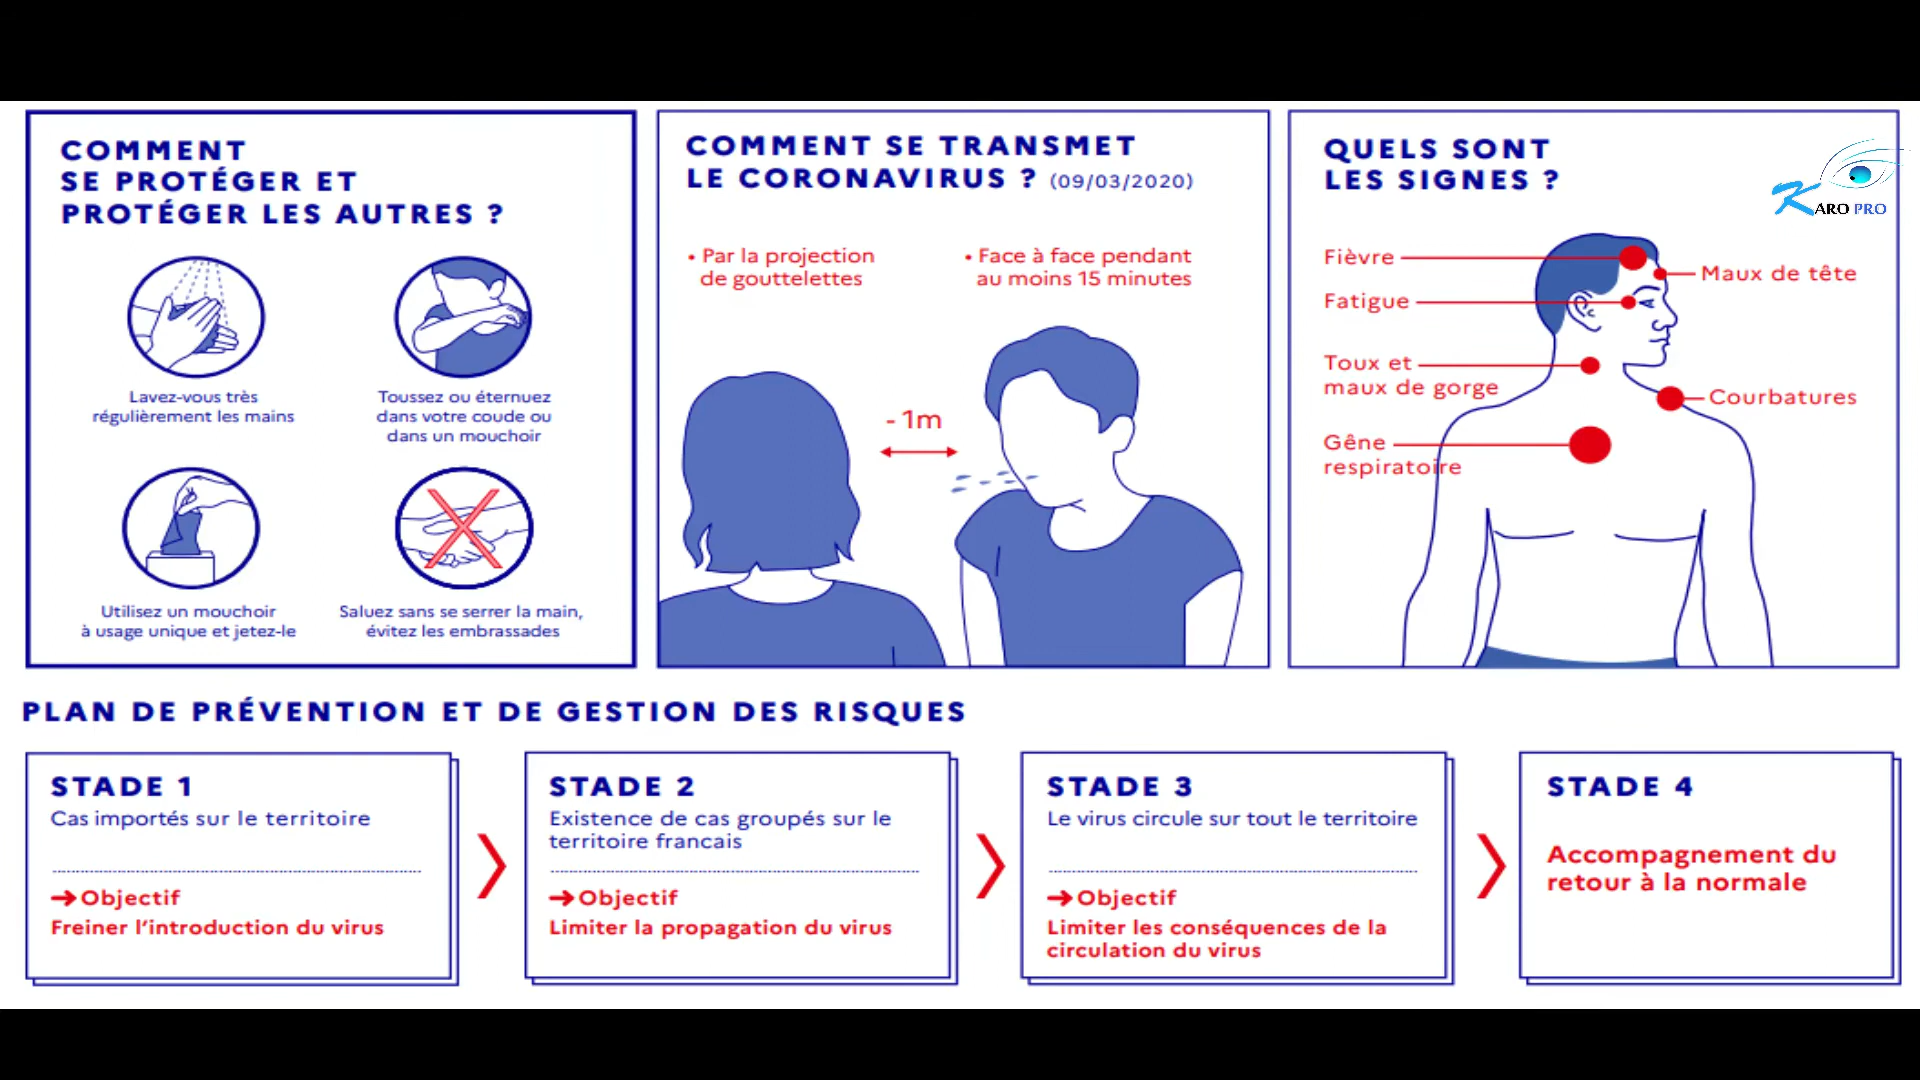 COMMENT
SE PROTÉGER ET
PROTÉGER LES AUTRES ?
Lavez-vous très
régulièrement les mains
Toussez ou éternuez
dans votre coude ou
dans un mouchoir
Utilisez un mouchoir
à usage unique et jetez-le
Saluez sans se serrer la main,
évitez les embrassades
COMMENT SE TRANSMET
LE CORONAVIRUS ? (09/03/2020)
• Par la projection
de gouttelettes
• Face à face pendant
au moins 15 minutes
- 1m
QUELS SONT
LES SIGNES ?
KARO PRO
Fièvre
Maux de tête
Fatigue
Toux et
maux de gorge
Courbatures
Gêne
respiratoire
PLAN DE PRÉVENTION ET DE GESTION DES RISQUES
STADE 1
Cas importés sur le territoire
→ Objectif
Freiner l'introduction du virus
STADE 2
Existence de cas groupés sur le
territoire francais
→ Objectif
Limiter la propagation du virus
STADE 3
Le virus circule sur tout le territoire
→ Objectif
Limiter les conséquences de la
circulation du virus
STADE 4
Accompagnement du
retour à la normale